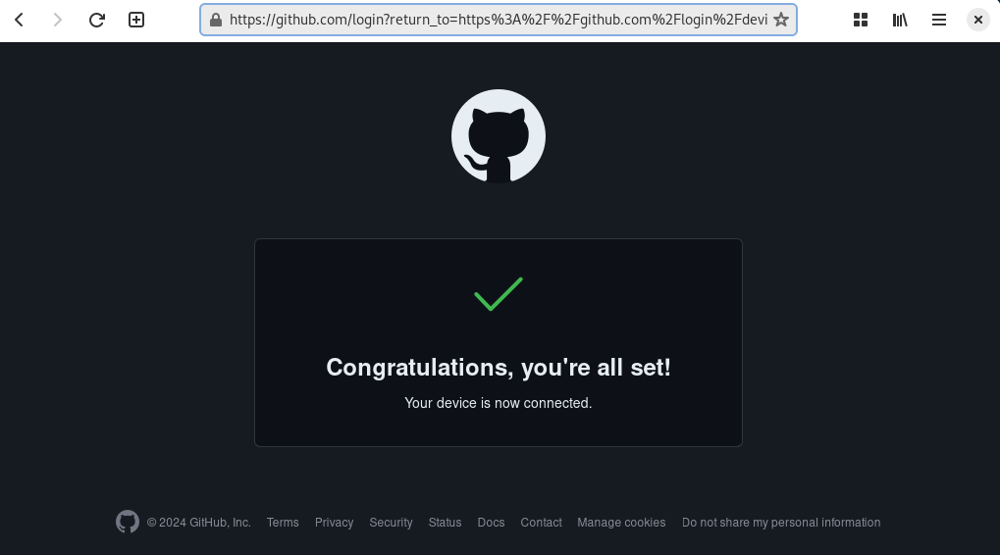 https://github.com/login?return_to=https%3A%2F%2Fgithub.com%2Flogin%2Fdevi
Congratulations, you're all set!
Your device is now connected.
© 2024 GitHub, Inc. Terms Privacy Security Status Docs Contact Manage cookies Do not share my personal information